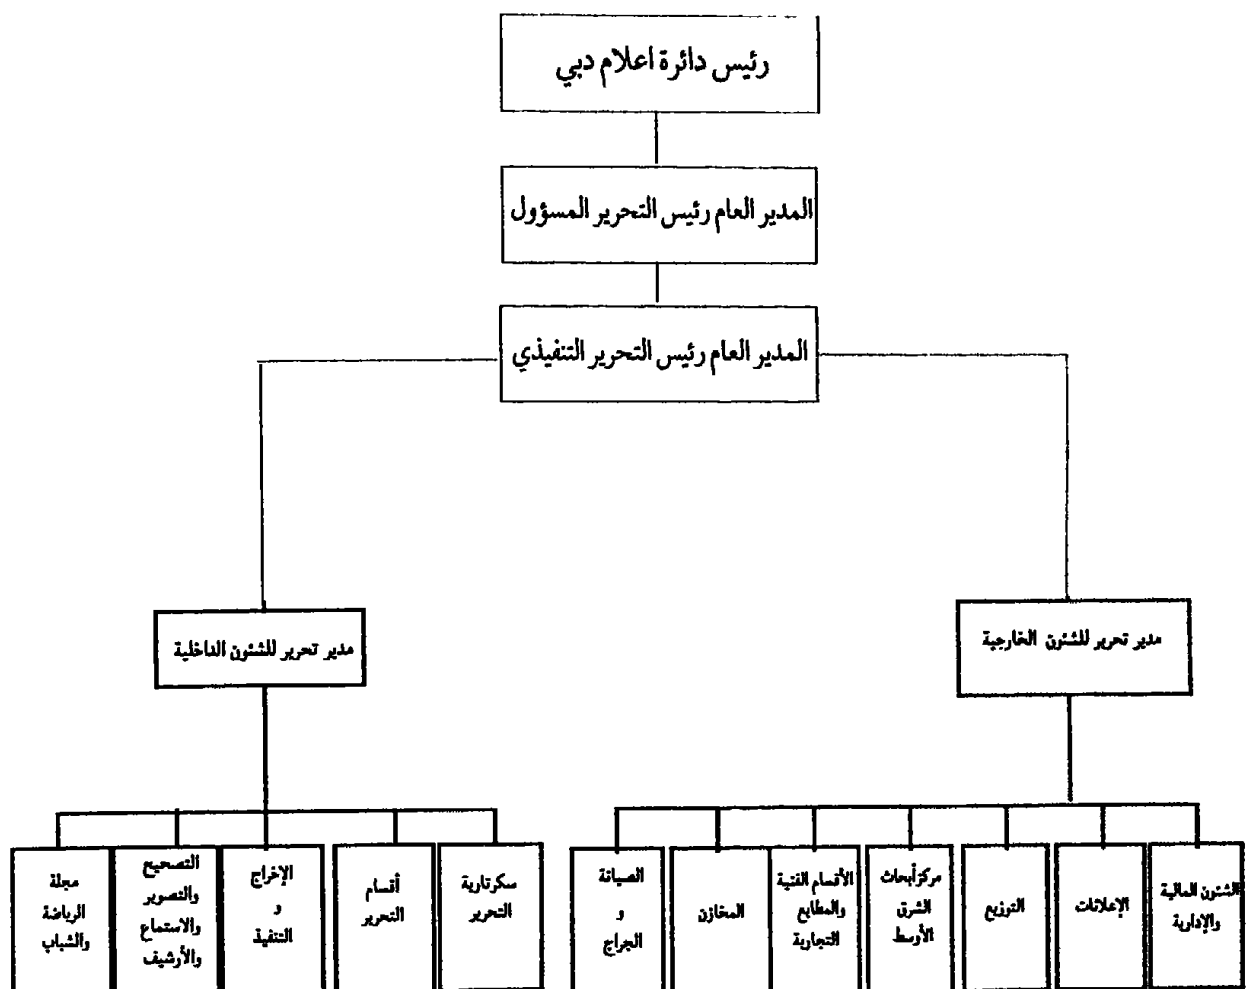 رئيس دائرة اعلام دبي
المدير العام رئيس التحرير المسؤول
المدير العام رئيس التحرير التنفيذي
مدير تحرير للشئون الخارجية
مدير تحرير للشئون الداخلية
الشئون المالية
والإدارية
الإعلانات
التوزيع
مركز أبحاث
الشرق
الأوسط
الأقسام الفنية
والمطابع
التجارية
المخازن
الصيانة
و
الجراج
سكرتارية
التحرير
أقسام
التحرير
الإخراج
و
التنفيذ
التصحيح
والتصوير
والاستماع
والأرشيف
مجلة
الرياضة
والشباب